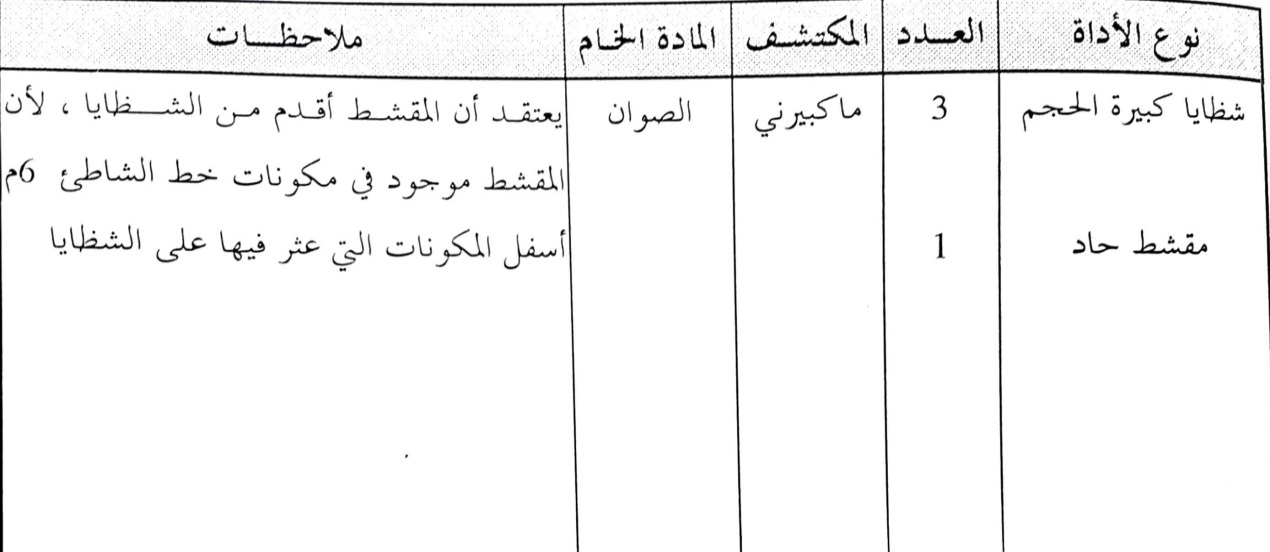 نوع الأداة العدد المكتشف المادة الخام ملاحظات
شظايا كبيرة الحجم 3 ماكبيرني الصوان يعتقد أن المقشط أقدم من الشظايا ، لأن
المقشط موجود في مكونات خط الشاطئ 6م
مقشط حاد 1 أسفل المكونات التي عثر فيها على الشظايا